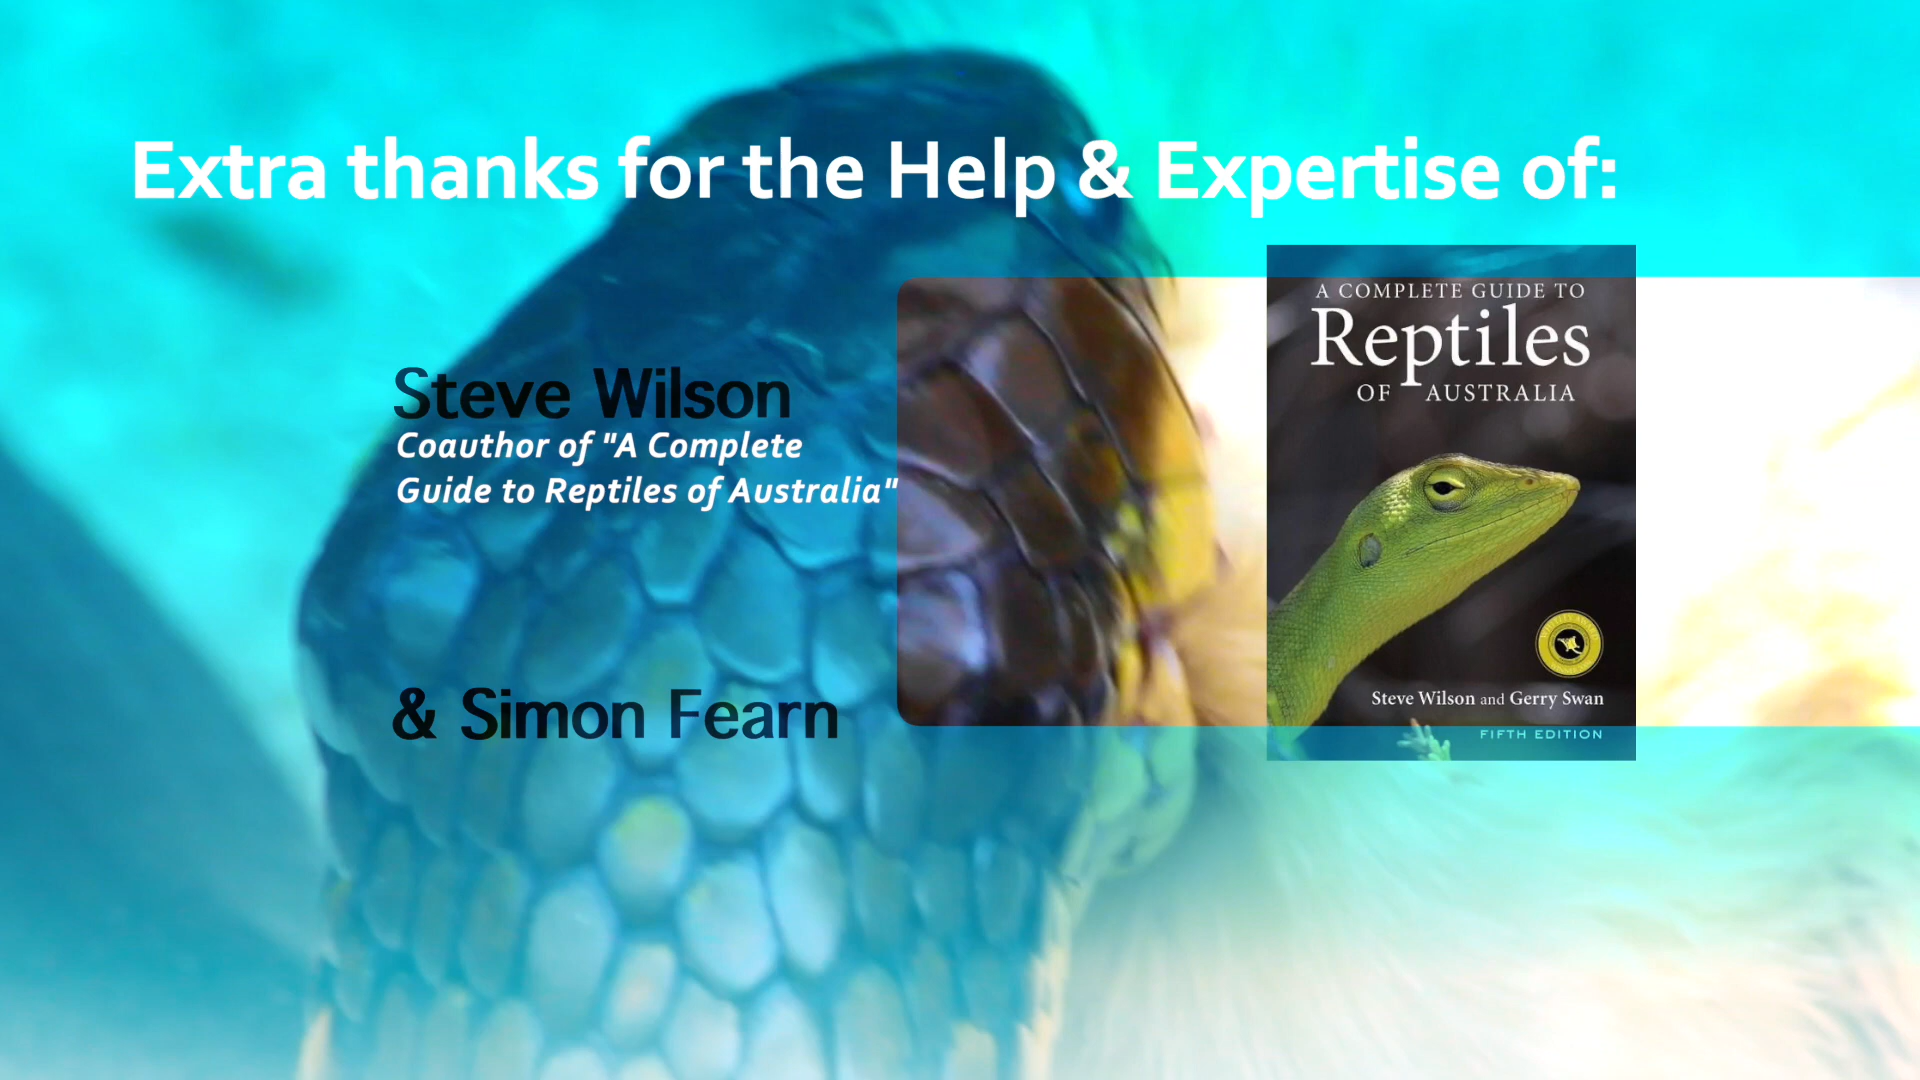 Extra thanks for the Help & Expertise of:
Steve Wilson
Coauthor of "A Complete
Guide to Reptiles of Australia"
& Simon Fearn
A COMPLETE GUIDE TO
Reptiles
OF AUSTRALIA
Steve Wilson and Gerry Swan
FIFTH EDITION